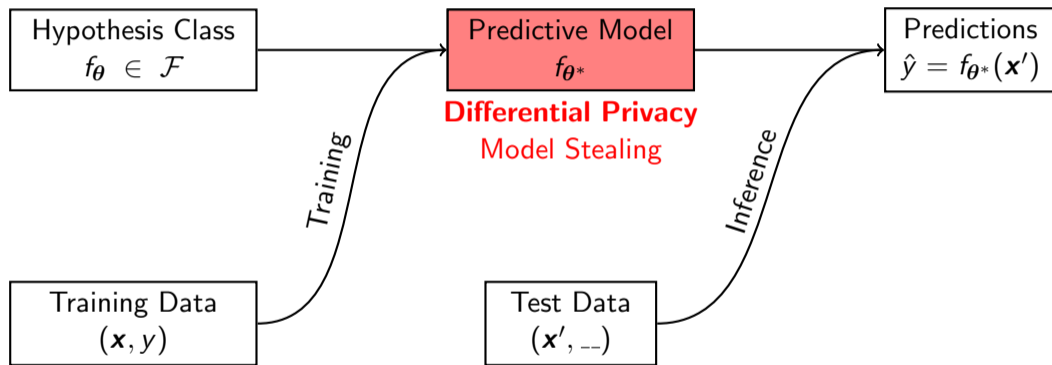 Hypothesis Class
f_θ ∈ ℱ
Predictive Model
f_θ*
Differential Privacy
Model Stealing
Predictions
ŷ = f_θ*(x′)
Training
Inference
Training Data
(x, y)
Test Data
(x′, __)